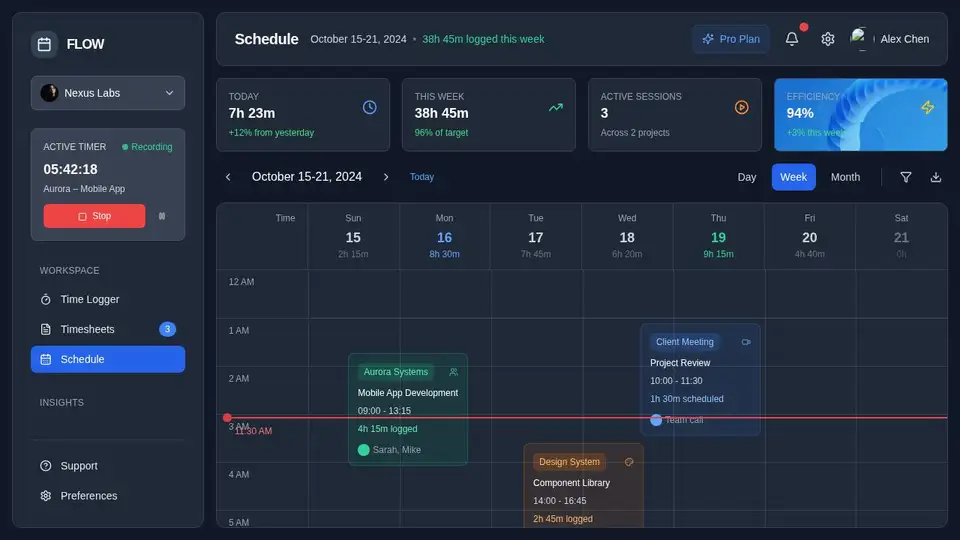 FLOW
Nexus Labs
ACTIVE TIMER
Recording
05:42:18
Aurora – Mobile App
Stop
WORKSPACE
Time Logger
Timesheets
3
Schedule
INSIGHTS
Support
Preferences
Schedule
October 15-21, 2024 • 38h 45m logged this week
Pro Plan
Alex Chen
TODAY
7h 23m
+12% from yesterday
THIS WEEK
38h 45m
96% of target
ACTIVE SESSIONS
3
Across 2 projects
EFFICIENCY
94%
+3% this week
October 15-21, 2024
Today
Day
Week
Month
Time
Sun
15
2h 15m
Mon
16
8h 30m
Tue
17
7h 45m
Wed
18
6h 20m
Thu
19
9h 15m
Fri
20
4h 40m
Sat
21
0h
12 AM
1 AM
2 AM
3 AM
11:30 AM
4 AM
5 AM
Aurora Systems
Mobile App Development
09:00 - 13:15
4h 15m logged
Sarah, Mike
Design System
Component Library
14:00 - 16:45
2h 45m logged
Client Meeting
Project Review
10:00 - 11:30
1h 30m scheduled
Team call